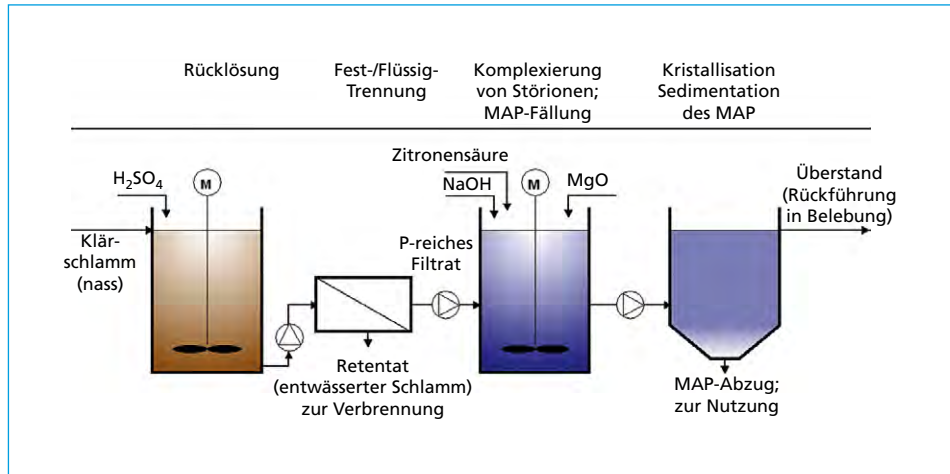 Rücklösung
Fest-/Flüssig-
Trennung
Komplexierung
von Störionen;
MAP-Fällung
Kristallisation
Sedimentation
des MAP
H₂SO₄
M
Klär-
schlamm
(nass)
Retentat
(entwässerter Schlamm)
zur Verbrennung
P-reiches
Filtrat
Zitronensäure
NaOH
M
MgO
Überstand
(Rückführung
in Belebung)
MAP-Abzug;
zur Nutzung